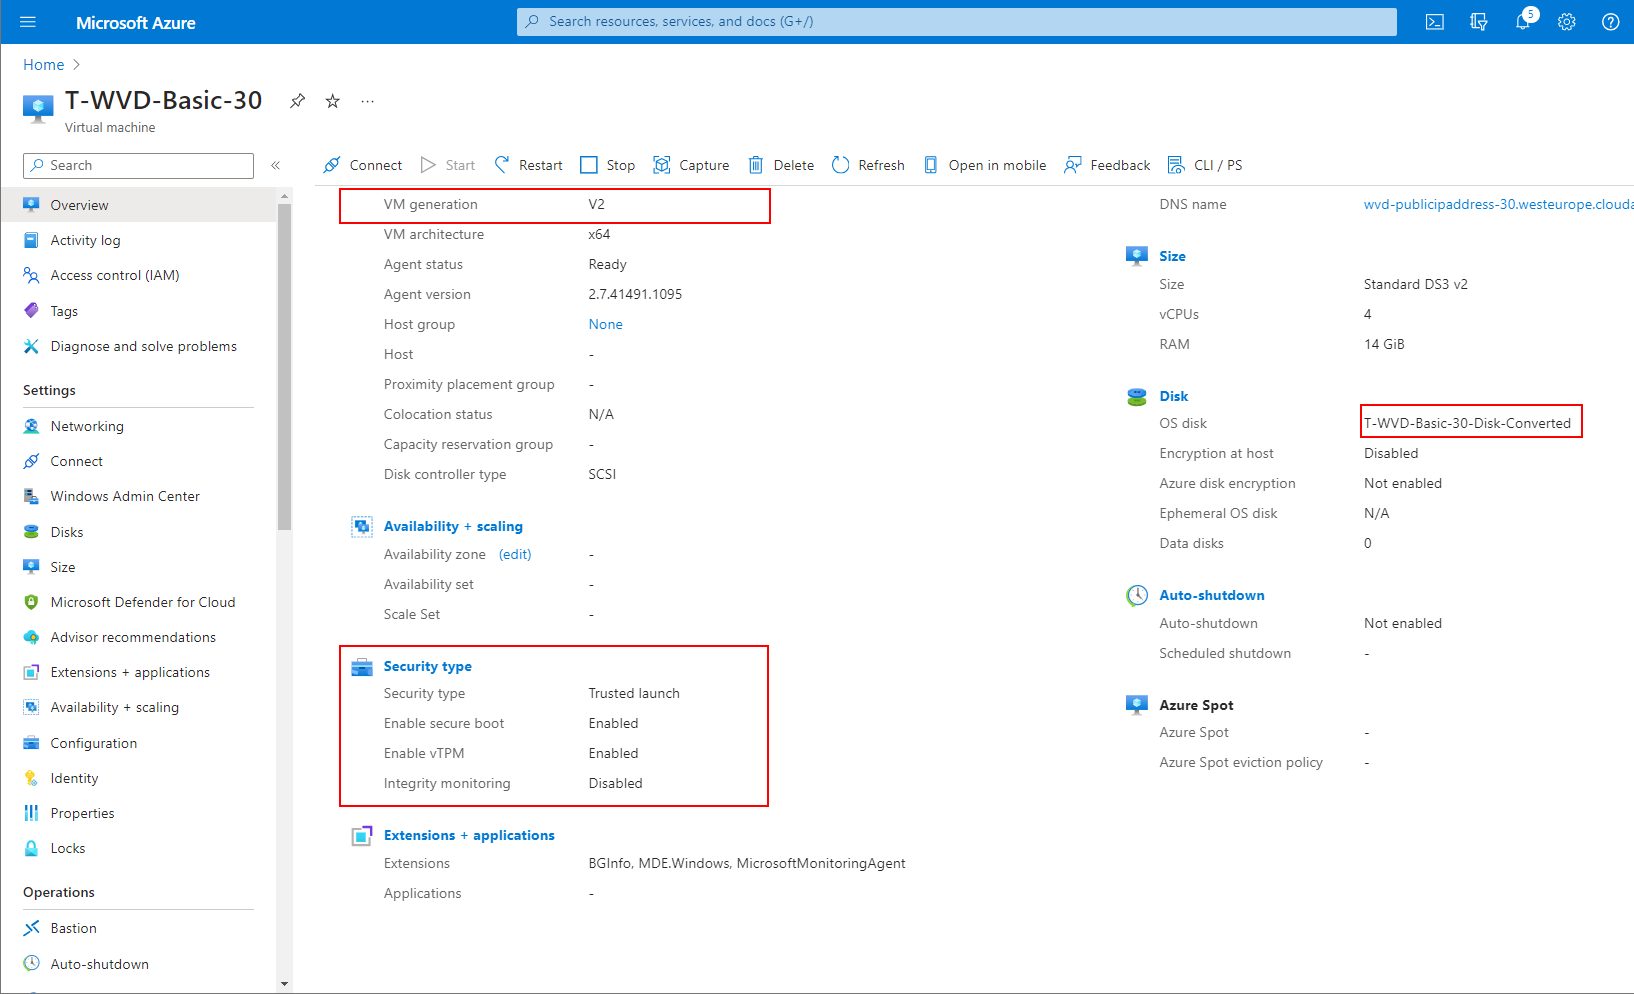 Microsoft Azure
Search resources, services, and docs (G+/)
5
Home
T-WVD-Basic-30
Virtual machine
Search
Connect
Start
Restart
Stop
Capture
Delete
Refresh
Open in mobile
Feedback
CLI / PS
Overview
Activity log
Access control (IAM)
Tags
Diagnose and solve problems
Settings
Networking
Connect
Windows Admin Center
Disks
Size
Microsoft Defender for Cloud
Advisor recommendations
Extensions + applications
Availability + scaling
Configuration
Identity
Properties
Locks
Operations
Bastion
Auto-shutdown
VM generation V2
VM architecture x64
Agent status Ready
Agent version 2.7.41491.1095
Host group None
Host -
Proximity placement group -
Colocation status N/A
Capacity reservation group -
Disk controller type SCSI
Availability + scaling
Availability zone (edit) -
Availability set -
Scale Set -
Security type
Security type Trusted launch
Enable secure boot Enabled
Enable vTPM Enabled
Integrity monitoring Disabled
Extensions + applications
Extensions BGInfo, MDE.Windows, MicrosoftMonitoringAgent
Applications -
DNS name wvd-publicipaddress-30.westeurope.clouda
Size
Size Standard DS3 v2
vCPUs 4
RAM 14 GiB
Disk
OS disk T-WVD-Basic-30-Disk-Converted
Encryption at host Disabled
Azure disk encryption Not enabled
Ephemeral OS disk N/A
Data disks 0
Auto-shutdown
Auto-shutdown Not enabled
Scheduled shutdown -
Azure Spot
Azure Spot -
Azure Spot eviction policy -